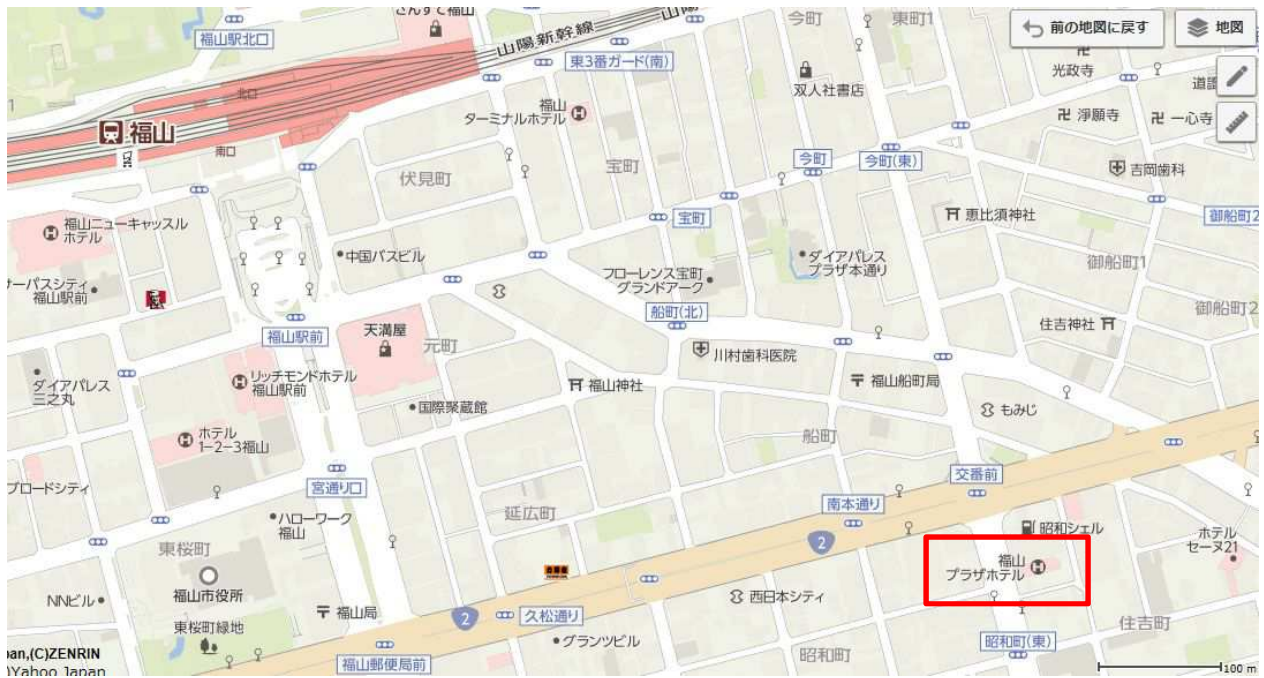 さんすて福山
福山駅北口
山陽新幹線
山陽
東3番ガード(南)
今町
東町1
前の地図に戻す
地図
光政寺
双人社書店
北口
福山
ターミナルホテル
浄願寺
一心寺
福山
南口
伏見町
宝町
今町
今町(東)
吉岡歯科
福山ニューキャッスル
ホテル
宝町
恵比須神社
御船町2
中国バスビル
ダイアパレス
プラザ本通り
御船町1
フローレンス宝町
グランドアーク
福山駅前
船町(北)
御船町2
福山駅前
天満屋
元町
住吉神社
川村歯科医院
ダイアパレス
三之丸
リッチモンドホテル
福山駅前
福山神社
福山船町局
国際聚蔵館
もみじ
ホテル
1-2-3福山
船町
交番前
ブロードシティ
宮通り口
南本通り
ハローワーク
福山
延広町
2
昭和シェル
ホテル
セーヌ21
東桜町
福山
プラザホテル
福山市役所
NNビル
福山局
2
久松通り
西日本シティ
住吉町
東桜町緑地
グランツビル
昭和町(東)
福山郵便局前
昭和町
pan,(C)ZENRIN
)Yahoo Japan
100 m